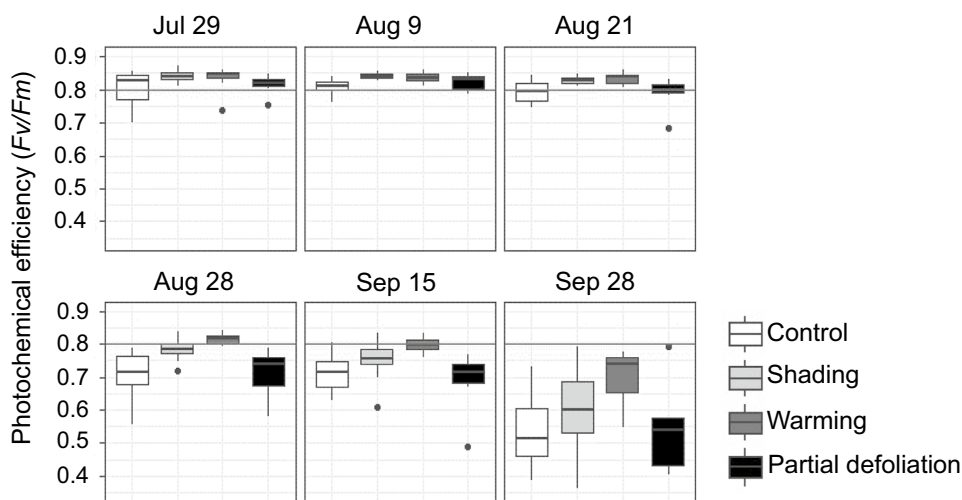 Jul 29 Aug 9 Aug 21
Photochemical efficiency (Fv/Fm)
0.9
0.8
0.7
0.6
0.5
0.4
Aug 28 Sep 15 Sep 28
0.9
0.8
0.7
0.6
0.5
0.4
Control
Shading
Warming
Partial defoliation